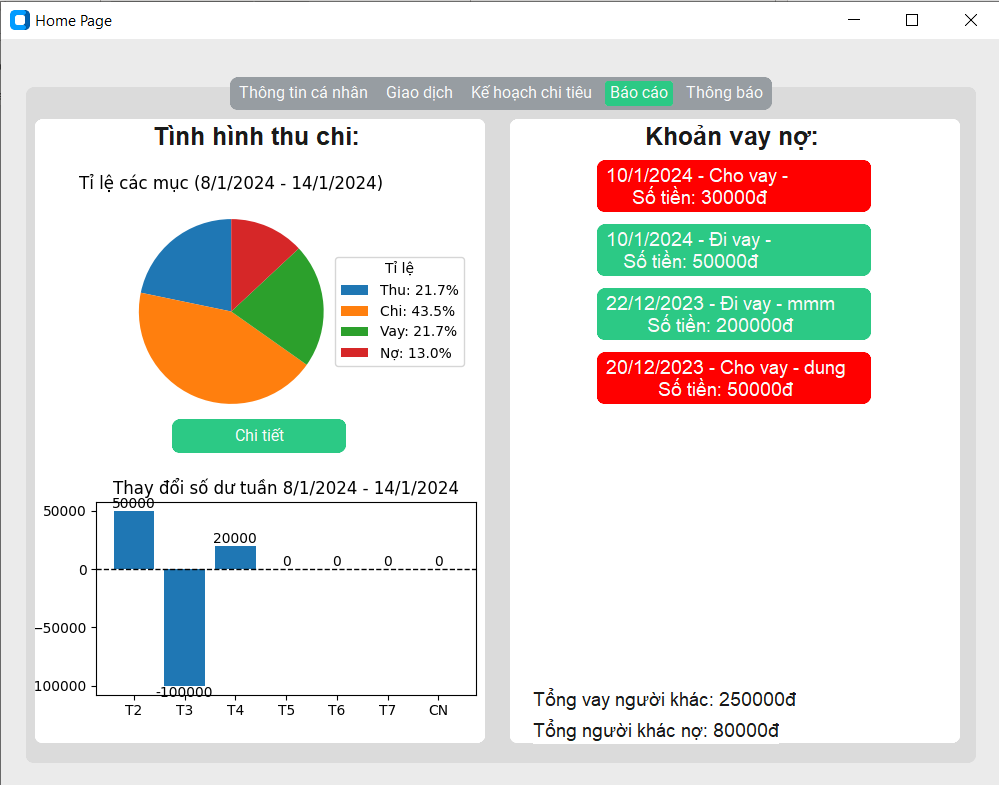 Home Page
Thông tin cá nhân Giao dịch Kế hoạch chi tiêu Báo cáo Thông báo
Tình hình thu chi:
Tỉ lệ các mục (8/1/2024 - 14/1/2024)
Tỉ lệ
Thu: 21.7%
Chi: 43.5%
Vay: 21.7%
Nợ: 13.0%
Chi tiết
Thay đổi số dư tuần 8/1/2024 - 14/1/2024
50000
0
−50000
100000
50000
-100000
20000
0
0
0
0
T2 T3 T4 T5 T6 T7 CN
Khoản vay nợ:
10/1/2024 - Cho vay -
Số tiền: 30000đ
10/1/2024 - Đi vay -
Số tiền: 50000đ
22/12/2023 - Đi vay - mmm
Số tiền: 200000đ
20/12/2023 - Cho vay - dung
Số tiền: 50000đ
Tổng vay người khác: 250000đ
Tổng người khác nợ: 80000đ